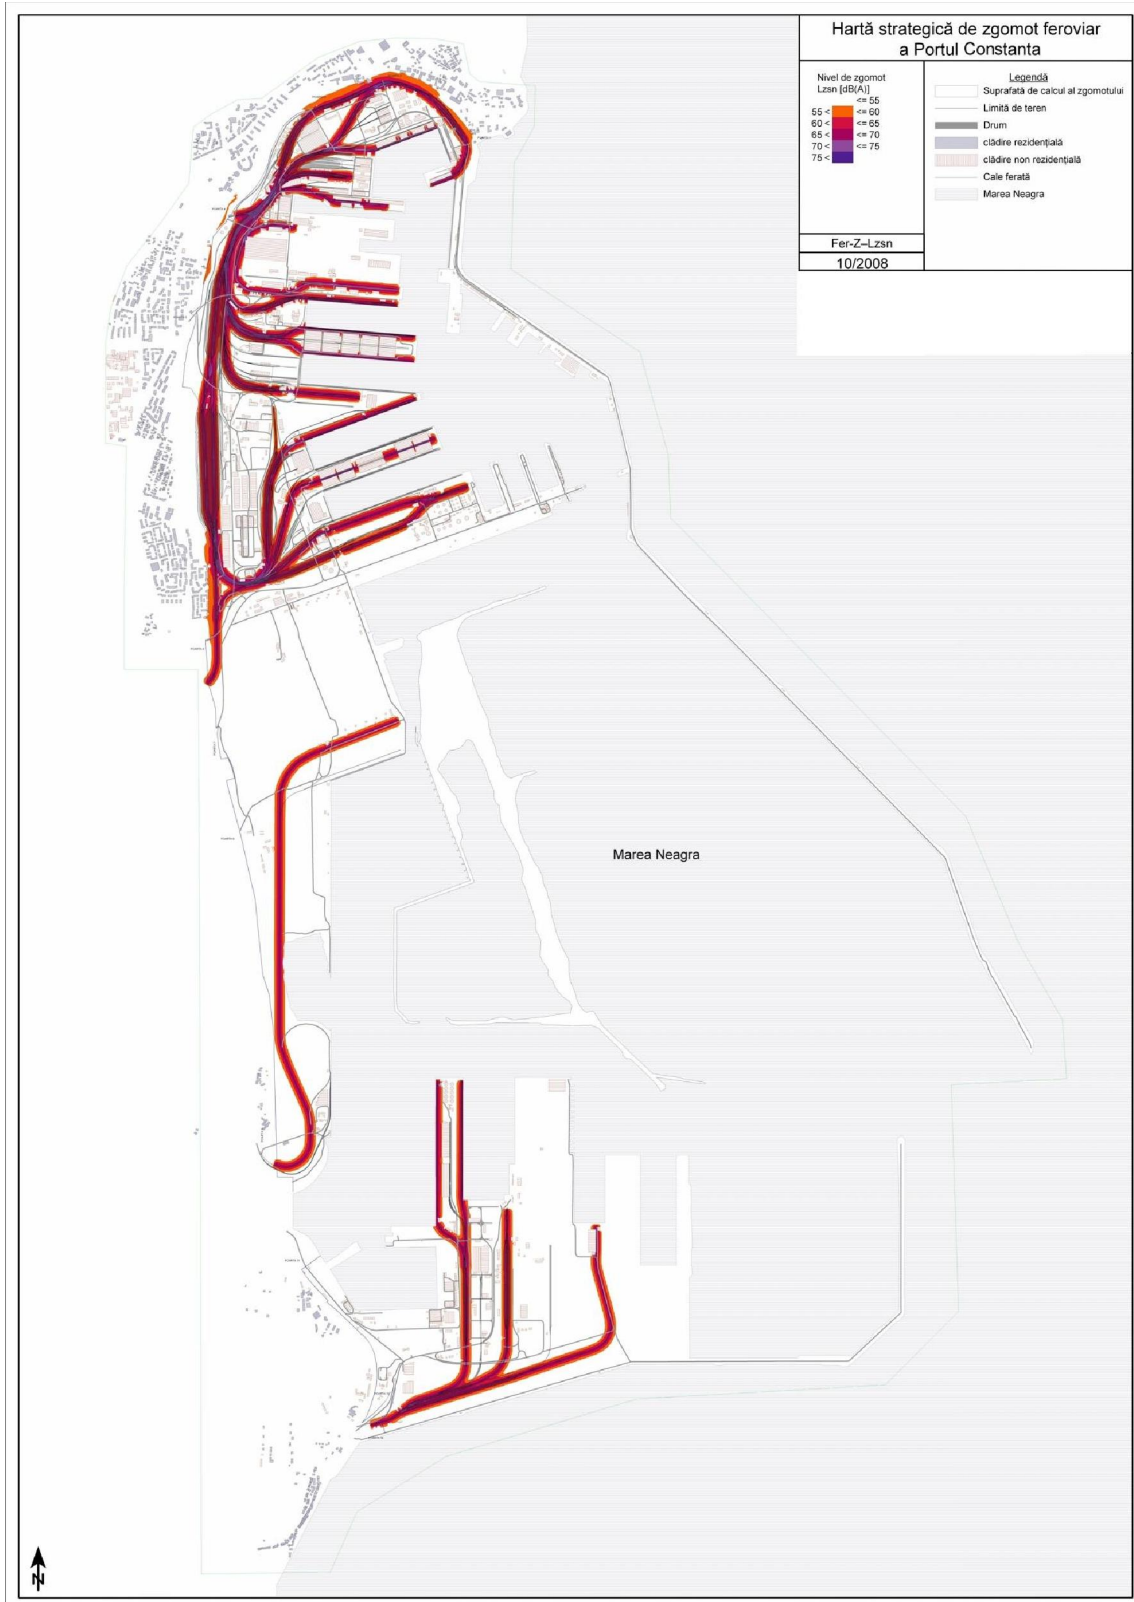 Hartă strategică de zgomot feroviar
a Portul Constanta
Nivel de zgomot
Lzsn [dB(A)]
<= 55
55 < <= 60
60 < <= 65
65 < <= 70
70 < <= 75
75 <
Legendă
Suprafată de calcul al zgomotului
Limită de teren
Drum
clădire rezidențială
clădire non rezidențială
Cale ferată
Marea Neagra
Fer-Z–Lzsn
10/2008
Marea Neagra
N